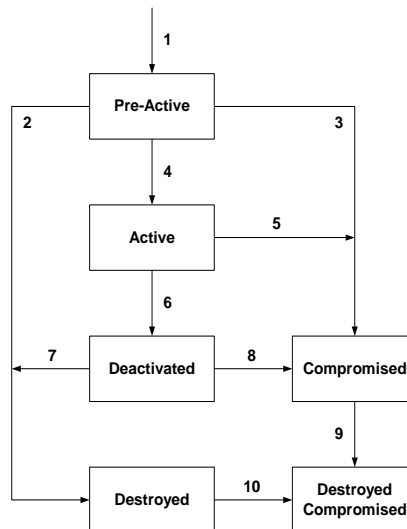 1
Pre-Active
2
3
4
Active
5
6
7
Deactivated
8
Compromised
9
Destroyed
10
Destroyed
Compromised